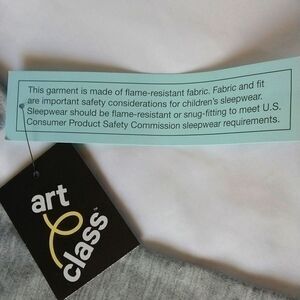 This garment is made of flame-resistant fabric. Fabric and fit
are important safety considerations for children's sleepwear.
Sleepwear should be flame-resistant or snug-fitting to meet U.S.
Consumer Product Safety Commission sleepwear requirements.
art
class™